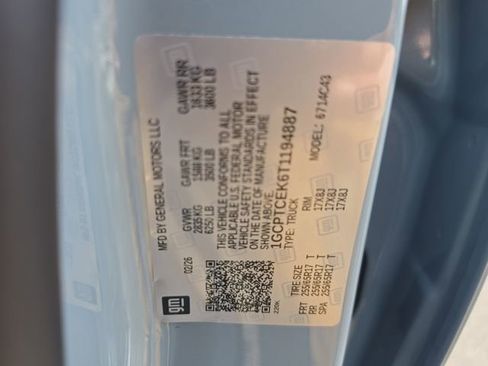 MFD BY GENERAL MOTORS LLC
02/26 GVWR GAWR FRT GAWR RR
2835 KG 1588 KG 1633 KG
6250 LB 3500 LB 3600 LB
THIS VEHICLE CONFORMS TO ALL
APPLICABLE U.S. FEDERAL MOTOR
VEHICLE SAFETY STANDARDS IN EFFECT
ON THE DATE OF MANUFACTURE
SHOWN ABOVE.
1GCPTCEK6T1194887
TYPE: TRUCK MODEL: 6714C43
TIRE SIZE RIM
FRT 255/65R17 T 17X8J
RR 255/65R17 T 17X8J
SPA 255/65R17 T 17X8J
gm